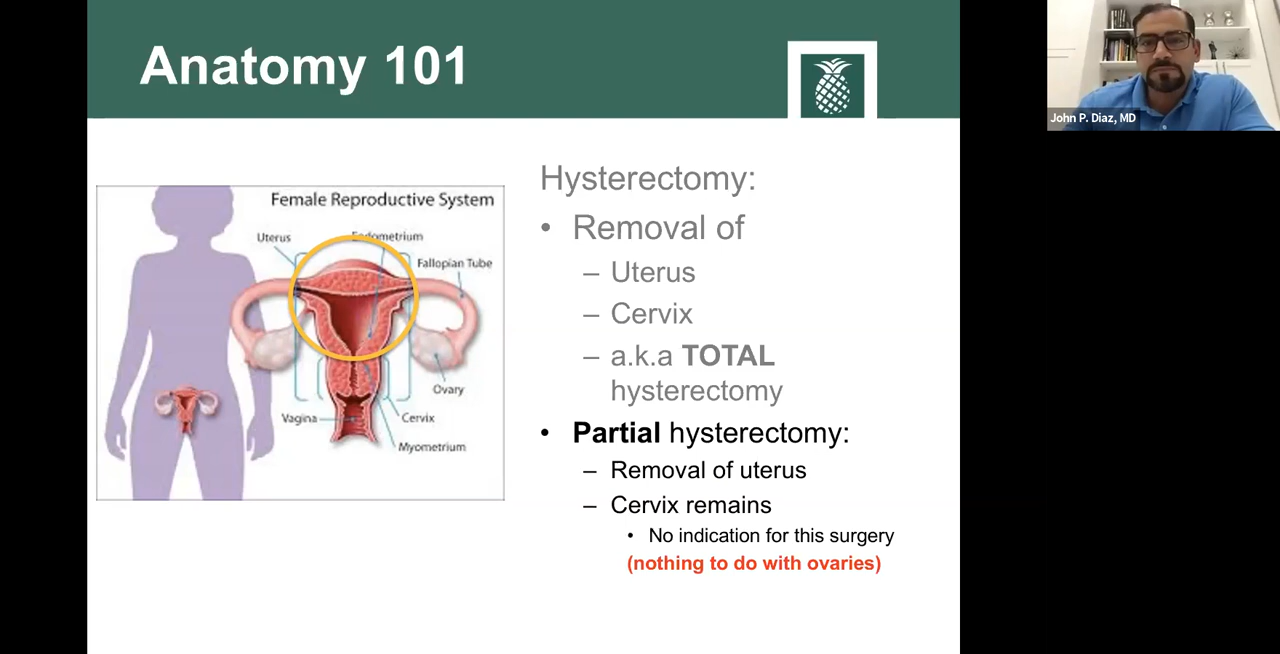 Anatomy 101
John P. Diaz, MD
Female Reproductive System
Uterus
Endometrium
Fallopian Tube
Ovary
Vagina
Cervix
Myometrium
Hysterectomy:
• Removal of
– Uterus
– Cervix
– a.k.a TOTAL
hysterectomy
• Partial hysterectomy:
– Removal of uterus
– Cervix remains
• No indication for this surgery
(nothing to do with ovaries)